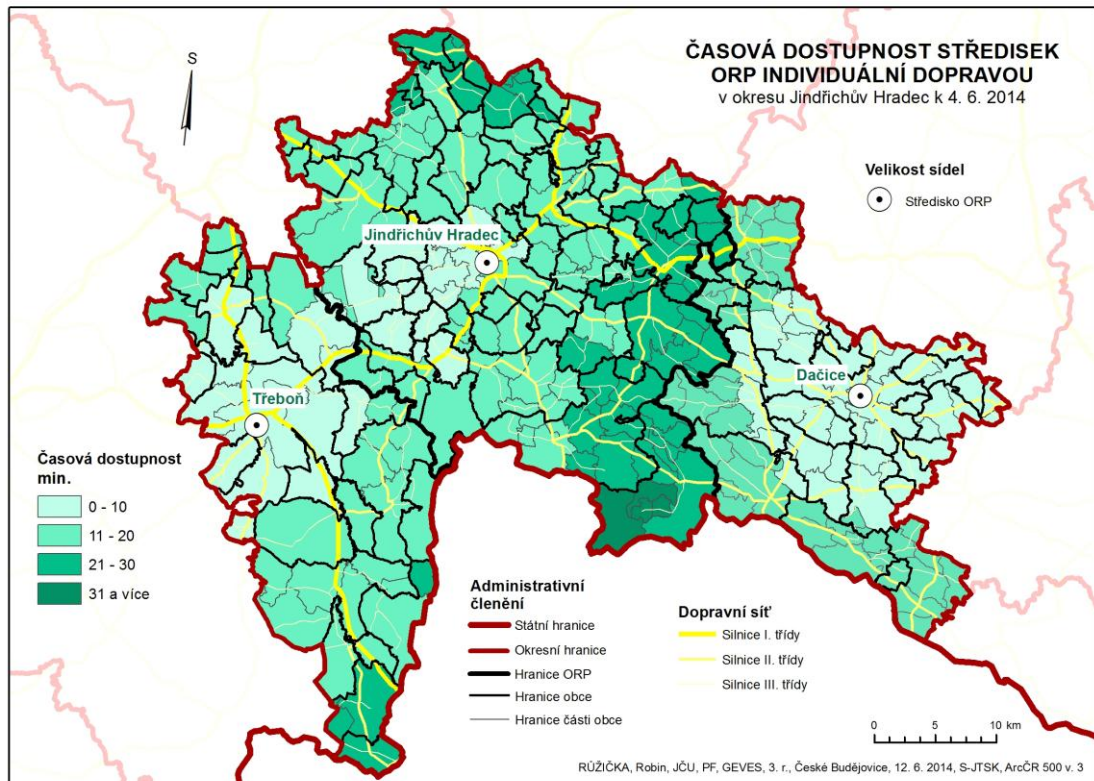 ČASOVÁ DOSTUPNOST STŘEDISEK
ORP INDIVIDUÁLNÍ DOPRAVOU
v okresu Jindřichův Hradec k 4. 6. 2014
S
Velikost sídel
Středisko ORP
Jindřichův Hradec
Třeboň
Dačice
Časová dostupnost
min.
0 - 10
11 - 20
21 - 30
31 a více
Administrativní
členění
Státní hranice
Okresní hranice
Hranice ORP
Hranice obce
Hranice části obce
Dopravní síť
Silnice I. třídy
Silnice II. třídy
Silnice III. třídy
0 5 10 km
RŮŽIČKA, Robin, JČU, PF, GEVES, 3. r., České Budějovice, 12. 6. 2014, S-JTSK, ArcČR 500 v. 3